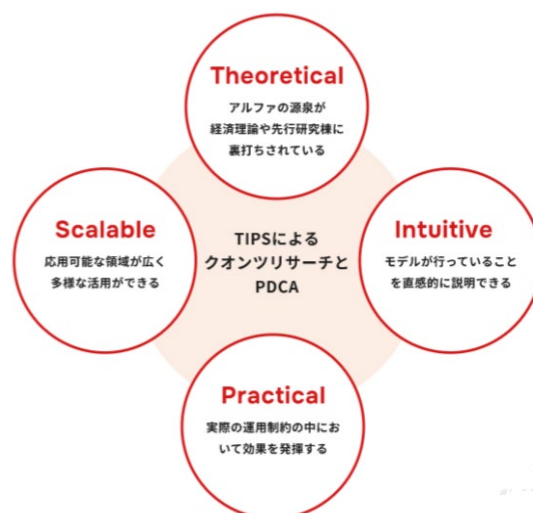 Theoretical
アルファの源泉が
経済理論や先行研究棟に
裏打ちされている
Scalable
応用可能な領域が広く
多様な活用ができる
TIPSによる
クオンツリサーチと
PDCA
Intuitive
モデルが行っていること
を直感的に説明できる
Practical
実際の運用制約の中にお
いて効果を発揮する